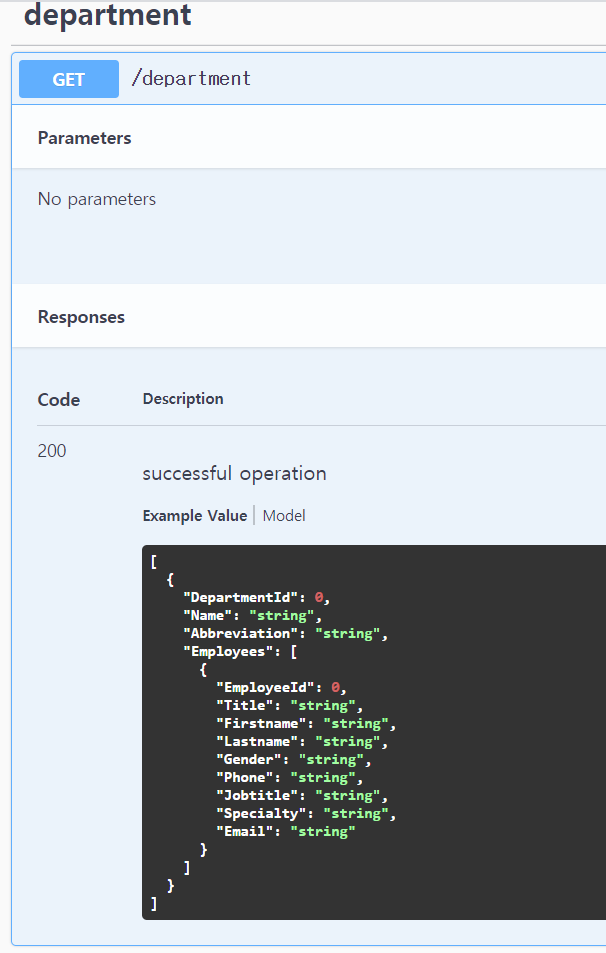 department
GET /department
Parameters
No parameters
Responses
Code Description
200
successful operation
Example Value | Model
[
  {
    "DepartmentId": 0,
    "Name": "string",
    "Abbreviation": "string",
    "Employees": [
      {
        "EmployeeId": 0,
        "Title": "string",
        "Firstname": "string",
        "Lastname": "string",
        "Gender": "string",
        "Phone": "string",
        "Jobtitle": "string",
        "Specialty": "string",
        "Email": "string"
      }
    ]
  }
]